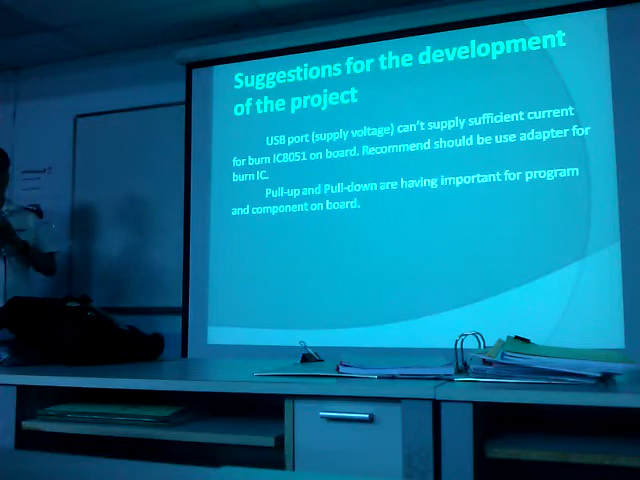 Suggestions for the development
of the project
USB port (supply voltage) can't supply sufficient current
for burn IC8051 on board. Recommend should be use adapter for
burn IC.
Pull-up and Pull-down are having important for program
and component on board.